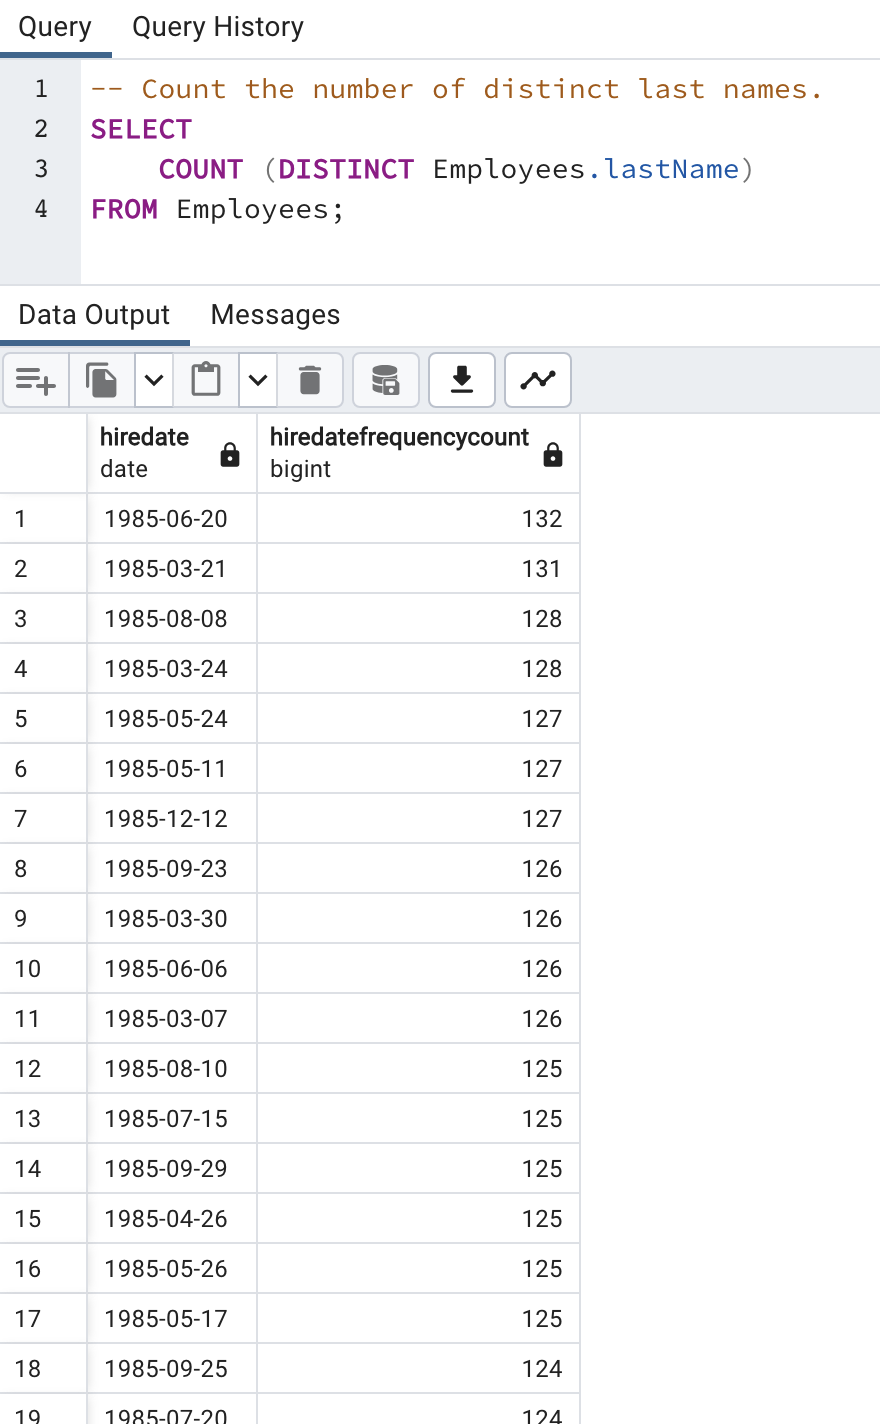 Query Query History
1 -- Count the number of distinct last names.
2 SELECT
3 COUNT (DISTINCT Employees.lastName)
4 FROM Employees;
Data Output Messages
hiredate hiredatefrequencycount
date bigint
1 1985-06-20 132
2 1985-03-21 131
3 1985-08-08 128
4 1985-03-24 128
5 1985-05-24 127
6 1985-05-11 127
7 1985-12-12 127
8 1985-09-23 126
9 1985-03-30 126
10 1985-06-06 126
11 1985-03-07 126
12 1985-08-10 125
13 1985-07-15 125
14 1985-09-29 125
15 1985-04-26 125
16 1985-05-26 125
17 1985-05-17 125
18 1985-09-25 124
19 1985-07-20 124